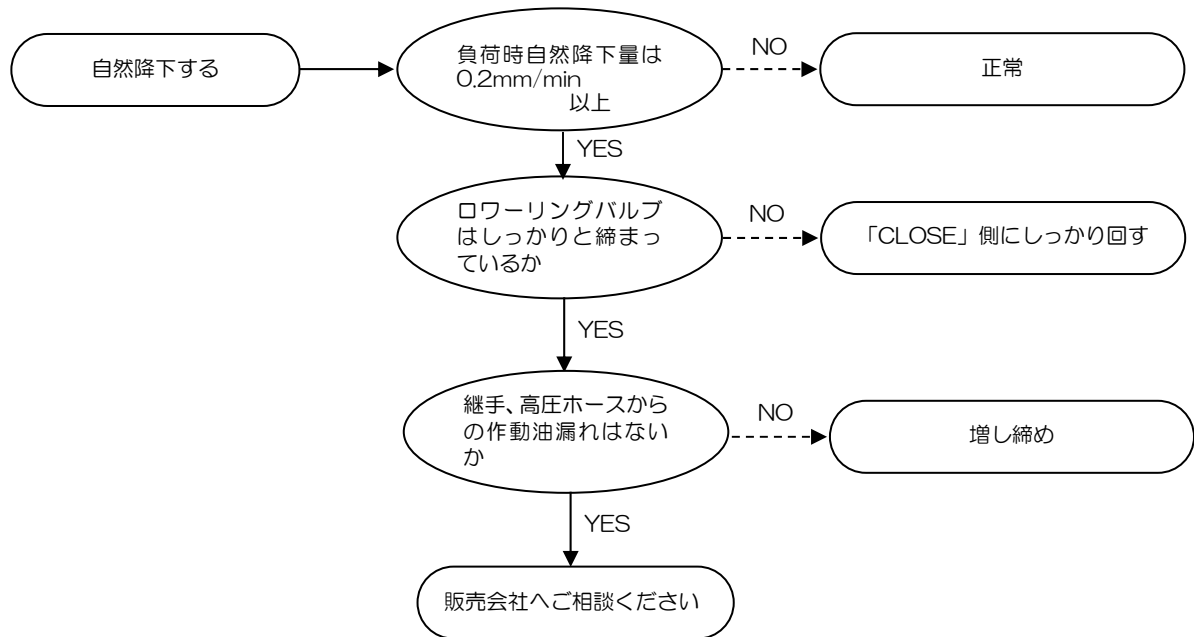 自然降下する
負荷時自然降下量は
0.2mm/min
以上
NO
正常
YES
ロワーリングバルブ
はしっかりと締まっ
ているか
NO
「CLOSE」側にしっかり回す
YES
継手、高圧ホースから
の作動油漏れはない
か
NO
増し締め
YES
販売会社へご相談ください